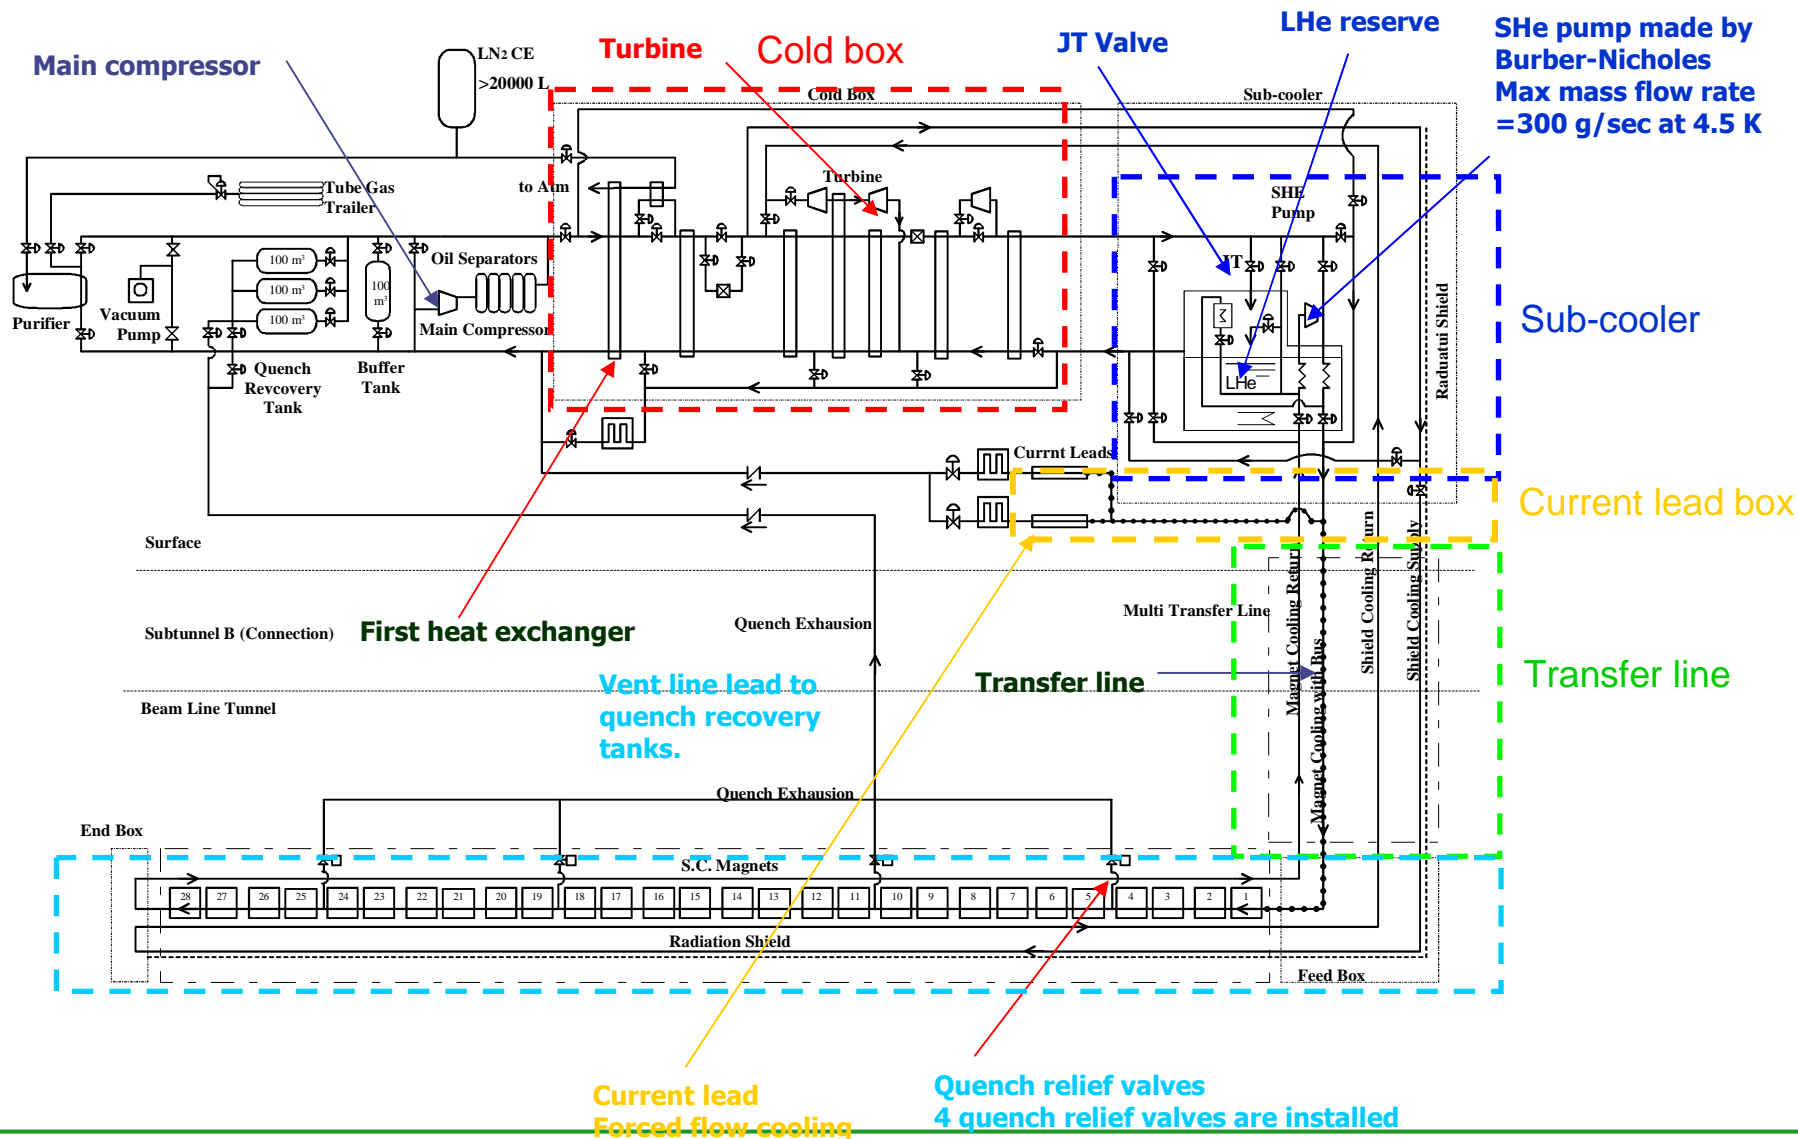 LHe reserve
SHe pump made by
Burber-Nicholes
Max mass flow rate
=300 g/sec at 4.5 K
JT Valve
Turbine
Cold box
Main compressor
LN2 CE
>20000 L
Cold Box
Sub-cooler
to Atm
Turbine
SHE
Pump
Tube Gas
Trailer
Oil Separators
100 m³
100 m³
100 m³
100
m³
JT
Purifier
Vacuum
Pump
Main Compressor
Sub-cooler
Raduatui Shield
Quench
Revcovery
Tank
Buffer
Tank
LHe
Currnt Leads
Current lead box
Surface
Magnet Cooling Return
Magnet Cooling with Bus
Shield Cooling Return
Shield Cooling Supply
Multi Transfer Line
Subtunnel B (Connection)
First heat exchanger
Quench Exhausion
Vent line lead to
quench recovery
tanks.
Transfer line
Transfer line
Beam Line Tunnel
Quench Exhausion
End Box
S.C. Magnets
28 27 26 25 24 23 22 21 20 19 18 17 16 15 14 13 12 11 10 9 8 7 6 5 4 3 2 1
Radiation Shield
Feed Box
Current lead
Forced flow cooling
Quench relief valves
4 quench relief valves are installed